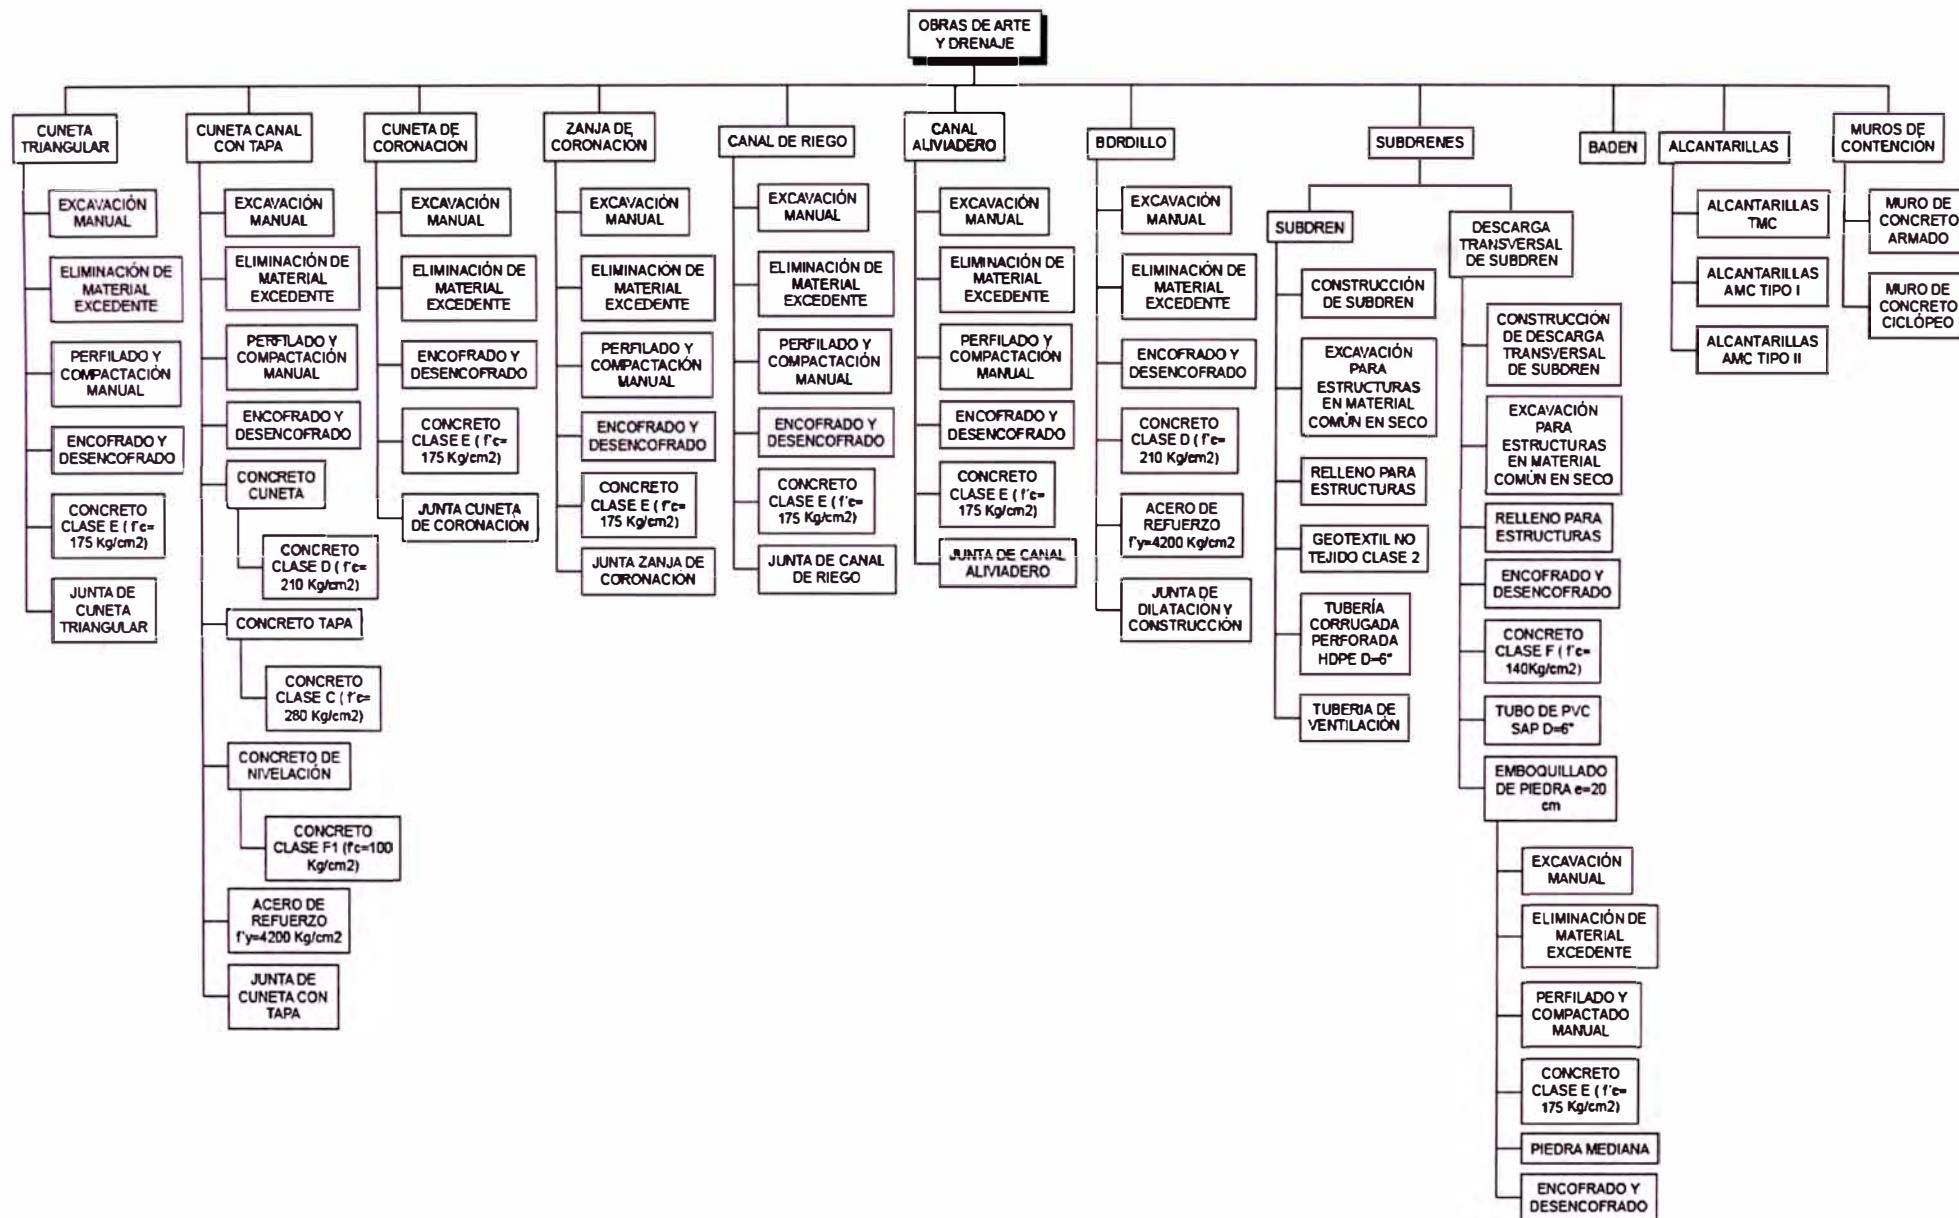 OBRAS DE ARTE
Y DRENAJE
CUNETA
TRIANGULAR
EXCAVACIÓN
MANUAL
ELIMINACIÓN DE
MATERIAL
EXCEDENTE
PERFILADO Y
COMPACTACIÓN
MANUAL
ENCOFRADO Y
DESENCOFRADO
CONCRETO
CLASE E ( f'c=
175 Kg/cm2)
JUNTA DE
CUNETA
TRIANGULAR
CUNETA CANAL
CON TAPA
EXCAVACIÓN
MANUAL
ELIMINACIÓN DE
MATERIAL
EXCEDENTE
PERFILADO Y
COMPACTACIÓN
MANUAL
ENCOFRADO Y
DESENCOFRADO
CONCRETO
CUNETA
CONCRETO
CLASE D ( f'c=
210 Kg/cm2)
CONCRETO TAPA
CONCRETO
CLASE C ( f'c=
280 Kg/cm2)
CONCRETO DE
NIVELACIÓN
CONCRETO
CLASE F1 (f'c=100
Kg/cm2)
ACERO DE
REFUERZO
f'y=4200 Kg/cm2
JUNTA DE
CUNETA CON
TAPA
CUNETA DE
CORONACIÓN
EXCAVACIÓN
MANUAL
ELIMINACIÓN DE
MATERIAL
EXCEDENTE
ENCOFRADO Y
DESENCOFRADO
CONCRETO
CLASE E ( f'c=
175 Kg/cm2)
JUNTA CUNETA
DE CORONACIÓN
ZANJA DE
CORONACIÓN
EXCAVACIÓN
MANUAL
ELIMINACIÓN DE
MATERIAL
EXCEDENTE
PERFILADO Y
COMPACTACIÓN
MANUAL
ENCOFRADO Y
DESENCOFRADO
CONCRETO
CLASE E ( f'c=
175 Kg/cm2)
JUNTA ZANJA DE
CORONACIÓN
CANAL DE RIEGO
EXCAVACIÓN
MANUAL
ELIMINACIÓN DE
MATERIAL
EXCEDENTE
PERFILADO Y
COMPACTACIÓN
MANUAL
ENCOFRADO Y
DESENCOFRADO
CONCRETO
CLASE E ( f'c=
175 Kg/cm2)
JUNTA DE CANAL
DE RIEGO
CANAL
ALIVIADERO
EXCAVACIÓN
MANUAL
ELIMINACIÓN DE
MATERIAL
EXCEDENTE
PERFILADO Y
COMPACTACIÓN
MANUAL
ENCOFRADO Y
DESENCOFRADO
CONCRETO
CLASE E ( f'c=
175 Kg/cm2)
JUNTA DE CANAL
ALIVIADERO
BORDILLO
EXCAVACIÓN
MANUAL
ELIMINACIÓN DE
MATERIAL
EXCEDENTE
ENCOFRADO Y
DESENCOFRADO
CONCRETO
CLASE D ( f'c=
210 Kg/cm2)
ACERO DE
REFUERZO
f'y=4200 Kg/cm2
JUNTA DE
DILATACIÓN Y
CONSTRUCCIÓN
SUBDRENES
SUBDREN
CONSTRUCCIÓN
DE SUBDREN
EXCAVACIÓN
PARA
ESTRUCTURAS
EN MATERIAL
COMÚN EN SECO
RELLENO PARA
ESTRUCTURAS
GEOTEXTIL NO
TEJIDO CLASE 2
TUBERÍA
CORRUGADA
PERFORADA
HDPE D=6"
TUBERIA DE
VENTILACIÓN
DESCARGA
TRANSVERSAL
DE SUBDREN
CONSTRUCCIÓN
DE DESCARGA
TRANSVERSAL
DE SUBDREN
EXCAVACIÓN
PARA
ESTRUCTURAS
EN MATERIAL
COMÚN EN SECO
RELLENO PARA
ESTRUCTURAS
ENCOFRADO Y
DESENCOFRADO
CONCRETO
CLASE F ( f'c=
140Kg/cm2)
TUBO DE PVC
SAP D=6"
EMBOQUILLADO
DE PIEDRA e=20
cm
EXCAVACIÓN
MANUAL
ELIMINACIÓN DE
MATERIAL
EXCEDENTE
PERFILADO Y
COMPACTADO
MANUAL
CONCRETO
CLASE E ( f'c=
175 Kg/cm2)
PIEDRA MEDIANA
ENCOFRADO Y
DESENCOFRADO
BADEN
ALCANTARILLAS
ALCANTARILLAS
TMC
ALCANTARILLAS
AMC TIPO I
ALCANTARILLAS
AMC TIPO II
MUROS DE
CONTENCIÓN
MURO DE
CONCRETO
ARMADO
MURO DE
CONCRETO
CICLÓPEO